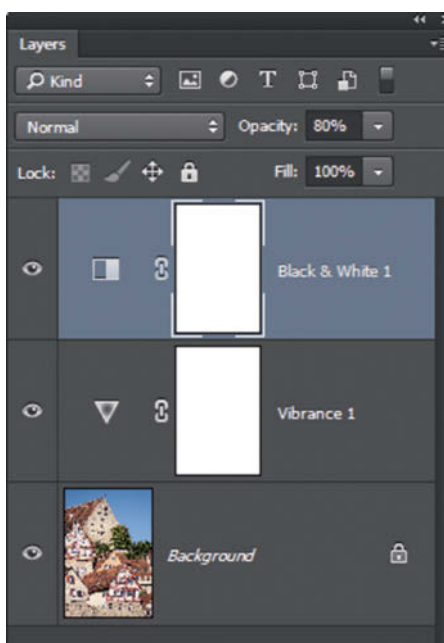 Layers
Kind
Normal Opacity: 80%
Lock: Fill: 100%
Black & White 1
Vibrance 1
Background